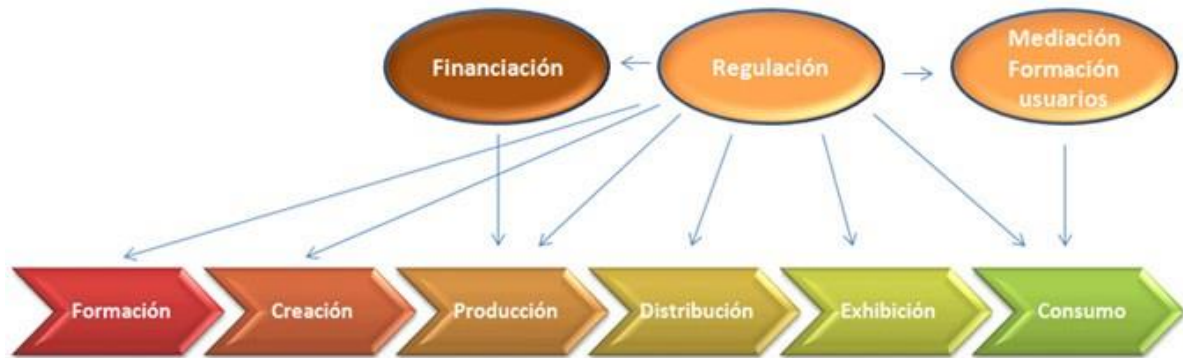 Financiación
Regulación
Mediación
Formación
usuarios
Formación
Creación
Producción
Distribución
Exhibición
Consumo